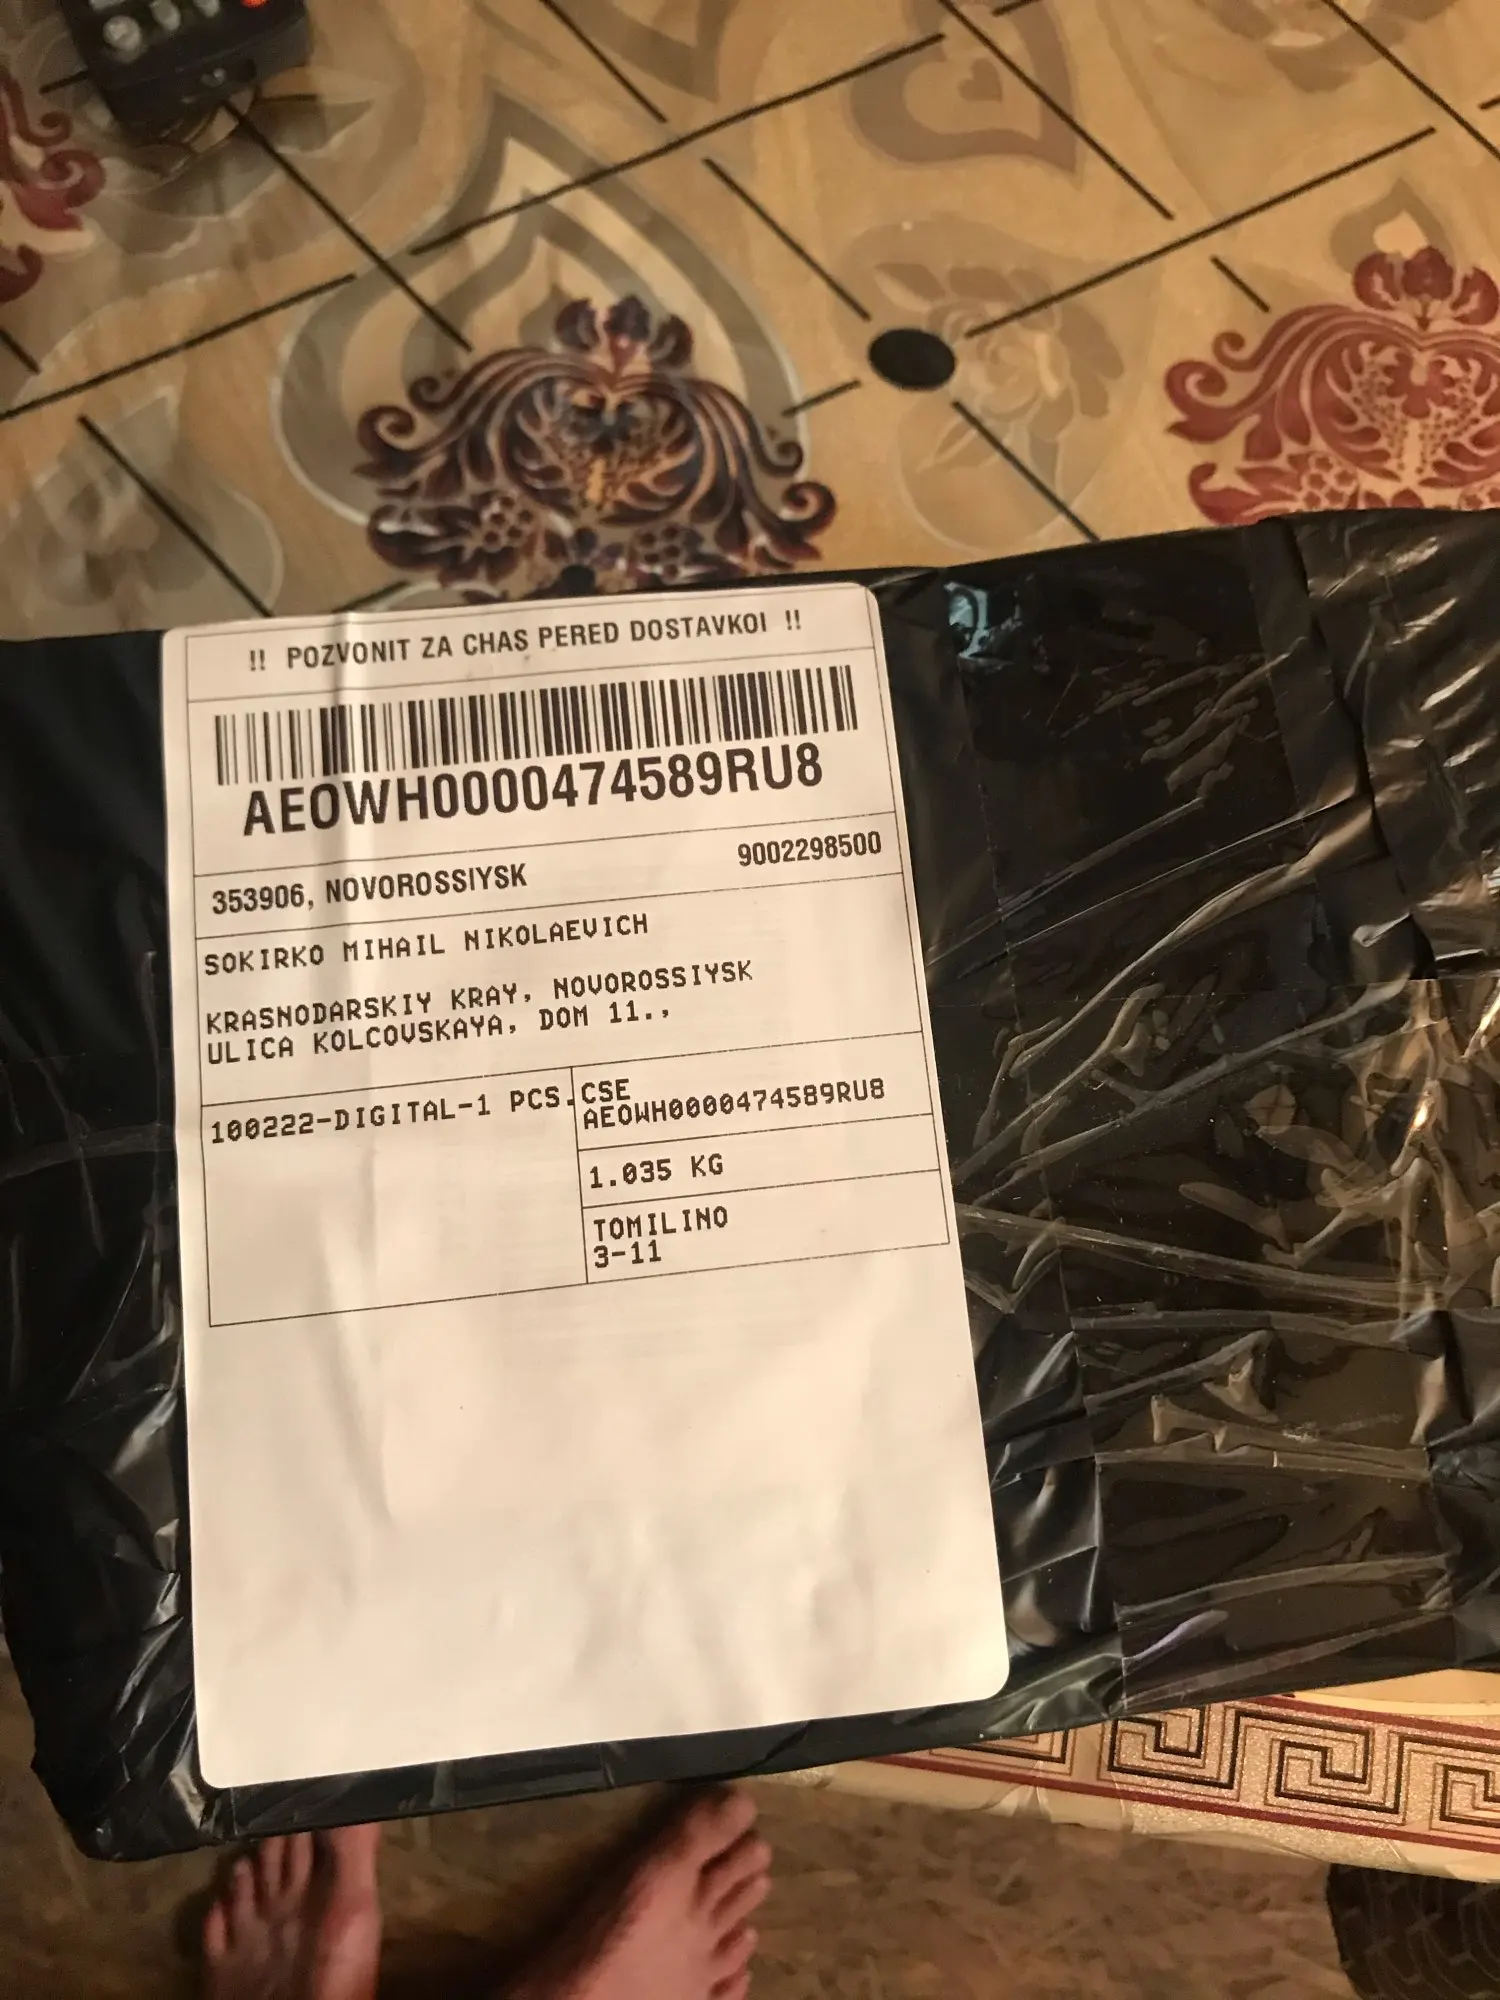 !! POZVONIT ZA CHAS PERED DOSTAVKOI !!
AEOWH0000474589RU8
353906, NOVOROSSIYSK 9002298500
SOKIRKO MIHAIL NIKOLAEVICH
KRASNODARSKIY KRAY, NOVOROSSIYSK
ULICA KOLCOVSKAYA, DOM 11.,
100222-DIGITAL-1 PCS.
CSE
AEOWH0000474589RU8
1.035 KG
TOMILINO
3-11